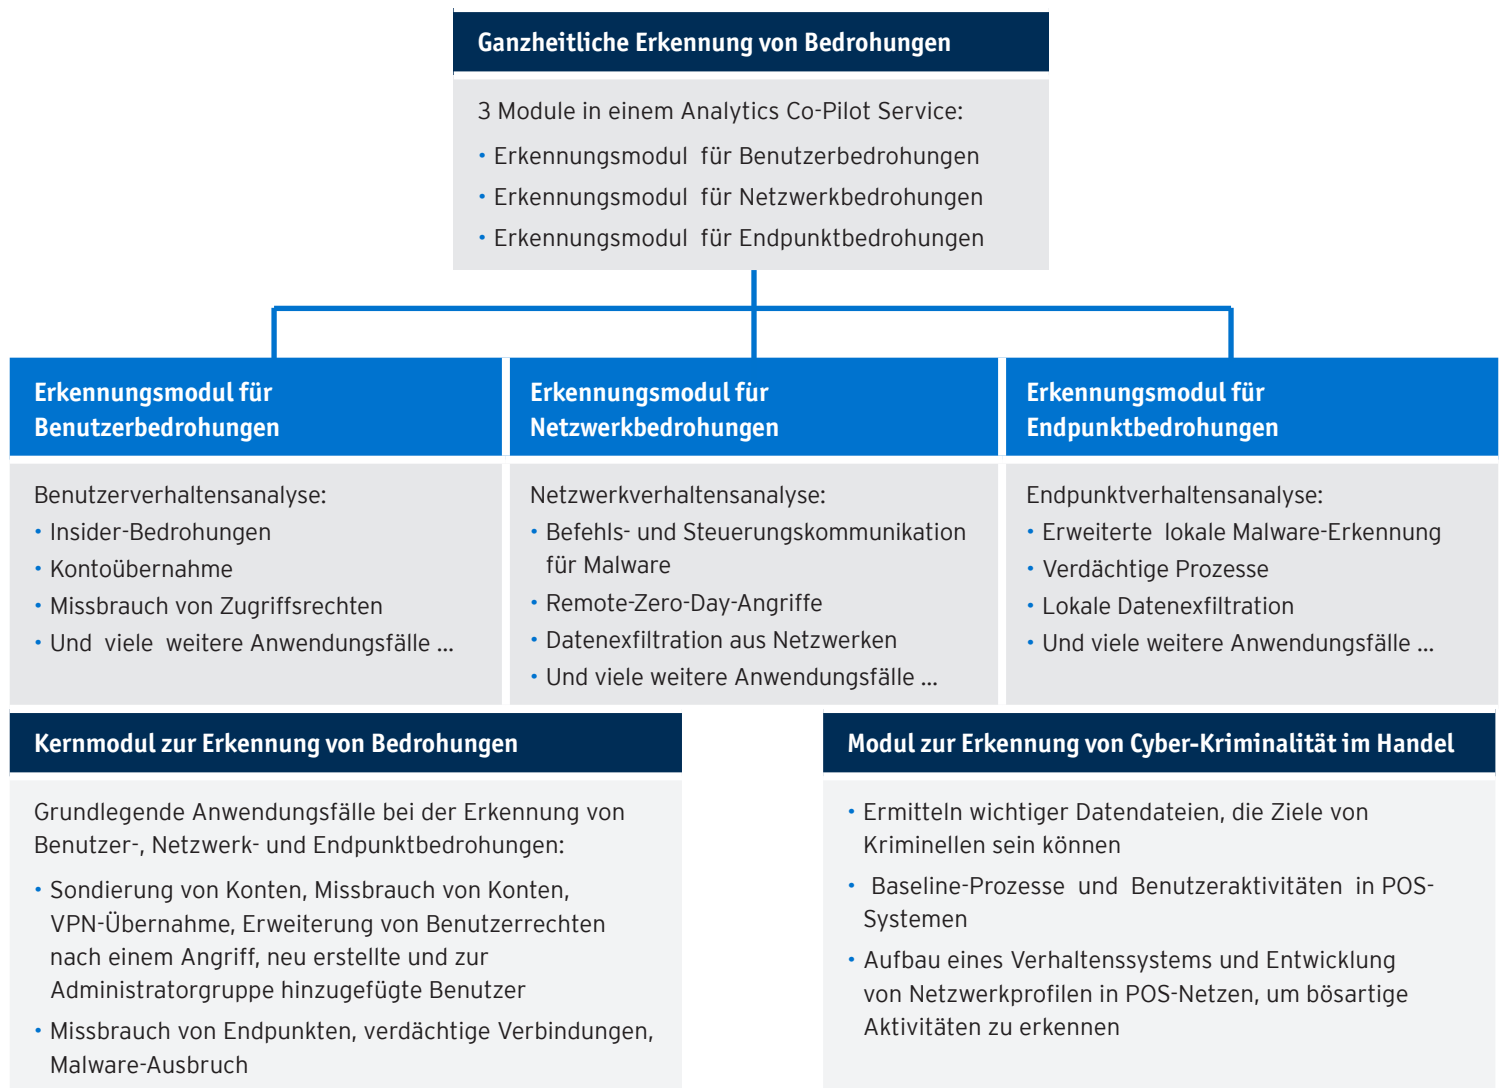 Ganzheitliche Erkennung von Bedrohungen
3 Module in einem Analytics Co-Pilot Service:
• Erkennungsmodul für Benutzerbedrohungen
• Erkennungsmodul für Netzwerkbedrohungen
• Erkennungsmodul für Endpunktbedrohungen
Erkennungsmodul für
Benutzerbedrohungen
Benutzerverhaltensanalyse:
• Insider-Bedrohungen
• Kontoübernahme
• Missbrauch von Zugriffsrechten
• Und viele weitere Anwendungsfälle ...
Erkennungsmodul für
Netzwerkbedrohungen
Netzwerkverhaltensanalyse:
• Befehls- und Steuerungskommunikation
für Malware
• Remote-Zero-Day-Angriffe
• Datenexfiltration aus Netzwerken
• Und viele weitere Anwendungsfälle ...
Erkennungsmodul für
Endpunktbedrohungen
Endpunktverhaltensanalyse:
• Erweiterte lokale Malware-Erkennung
• Verdächtige Prozesse
• Lokale Datenexfiltration
• Und viele weitere Anwendungsfälle ...
Kernmodul zur Erkennung von Bedrohungen
Grundlegende Anwendungsfälle bei der Erkennung von
Benutzer-, Netzwerk- und Endpunktbedrohungen:
• Sondierung von Konten, Missbrauch von Konten,
VPN-Übernahme, Erweiterung von Benutzerrechten
nach einem Angriff, neu erstellte und zur
Administratorgruppe hinzugefügte Benutzer
• Missbrauch von Endpunkten, verdächtige Verbindungen,
Malware-Ausbruch
Modul zur Erkennung von Cyber-Kriminalität im Handel
• Ermitteln wichtiger Datendateien, die Ziele von
Kriminellen sein können
• Baseline-Prozesse und Benutzeraktivitäten in POS-
Systemen
• Aufbau eines Verhaltenssystems und Entwicklung
von Netzwerkprofilen in POS-Netzen, um bösartige
Aktivitäten zu erkennen